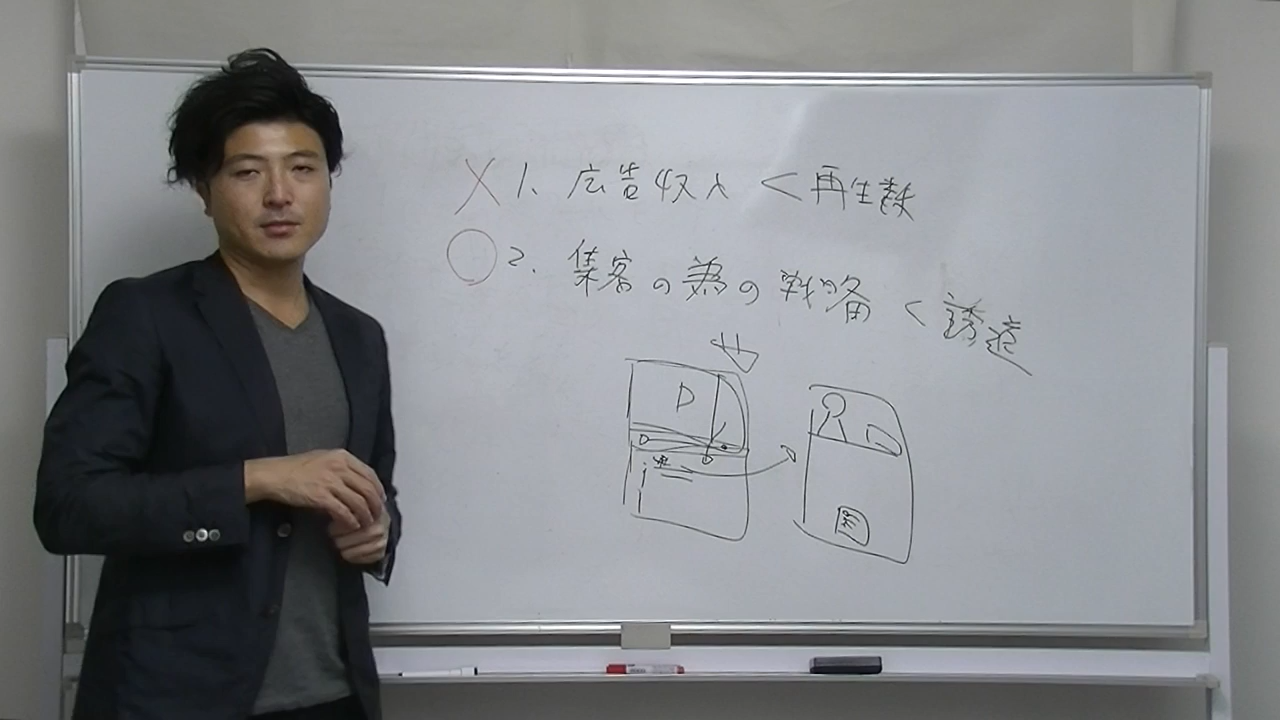 × 1. 広告収入 < 再生数
○ 2. 集客の為の戦略 < 誘導